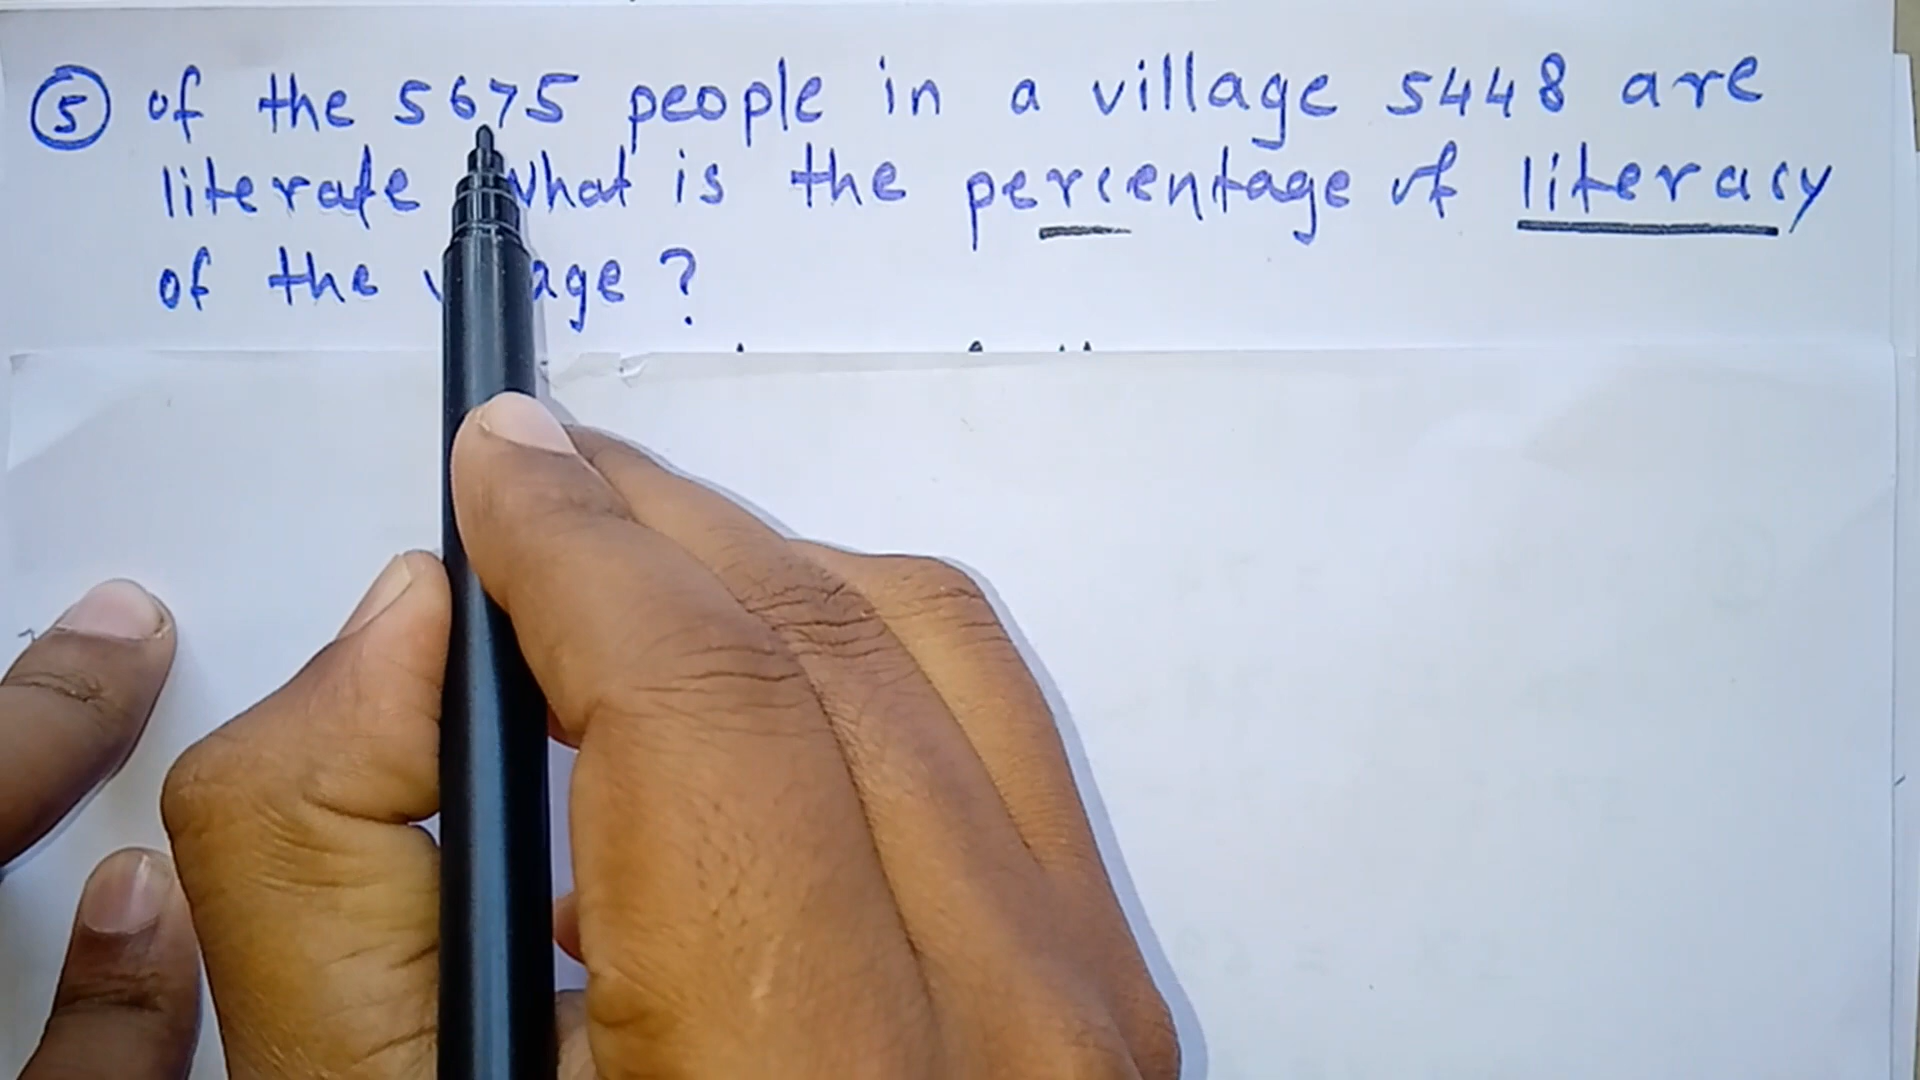 5 of the 5675 people in a village 5448 are
literate what is the percentage of literacy
of the ?